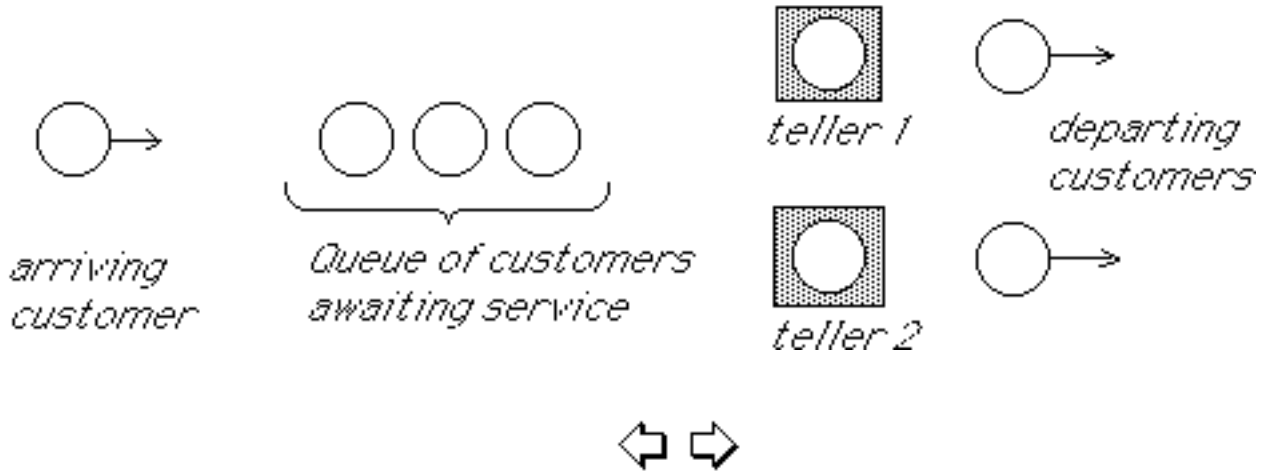 teller 1
departing
customers
arriving
customer
Queue of customers
awaiting service
teller 2